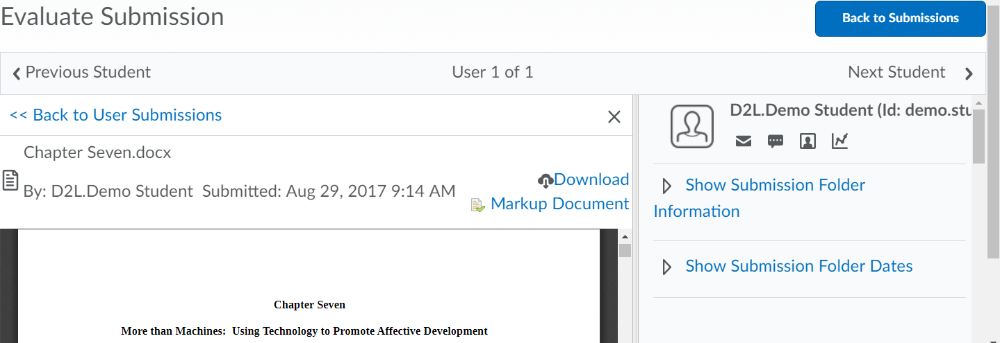 Evaluate Submission
Back to Submissions
Previous Student
User 1 of 1
Next Student
<< Back to User Submissions
Chapter Seven.docx
By: D2L.Demo Student  Submitted: Aug 29, 2017 9:14 AM
Download
Markup Document
Chapter Seven
More than Machines:  Using Technology to Promote Affective Development
D2L.Demo Student (Id: demo.stu
Show Submission Folder
Information
Show Submission Folder Dates